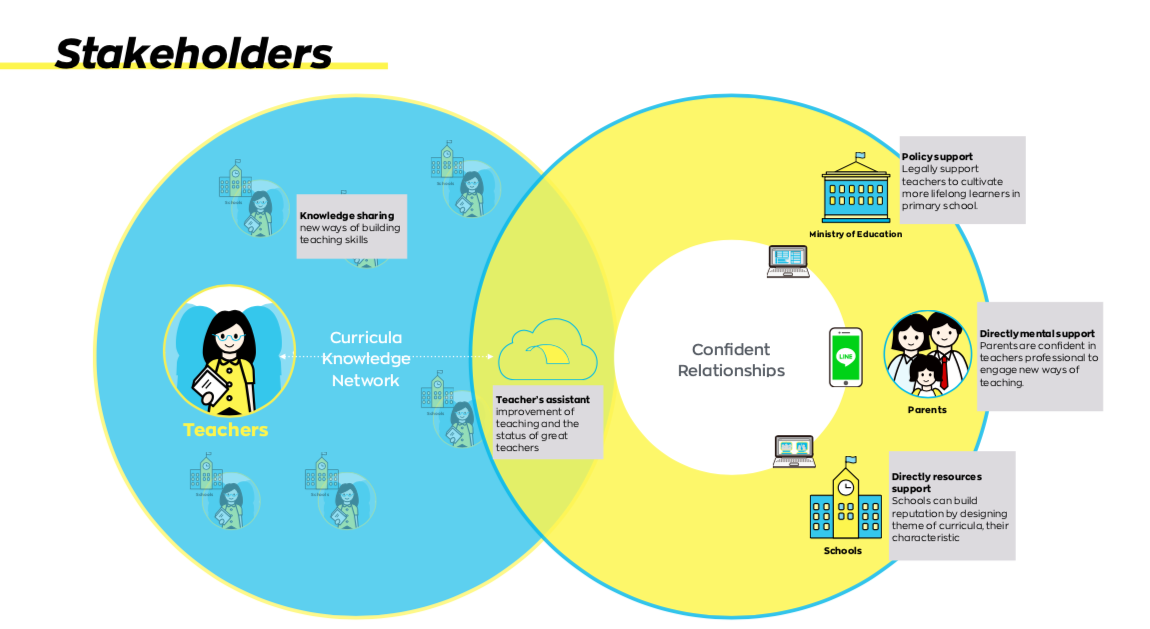 Stakeholders
Schools
Schools
Knowledge sharing
new ways of building
teaching skills
Policy support
Legally support
teachers to cultivate
more lifelong learners in
primary school.
Ministry of Education
Curricula
Knowledge
Network
Teachers
Confident
Relationships
LINE
Directly mental support
Parents are confident in
teachers professional to
engage new ways of
teaching.
Parents
Schools
Teacher's assistant
improvement of
teaching and the
status of great
teachers
Directly resources
support
Schools can build
reputation by designing
theme of curricula, their
characteristic
Schools
Schools
Schools